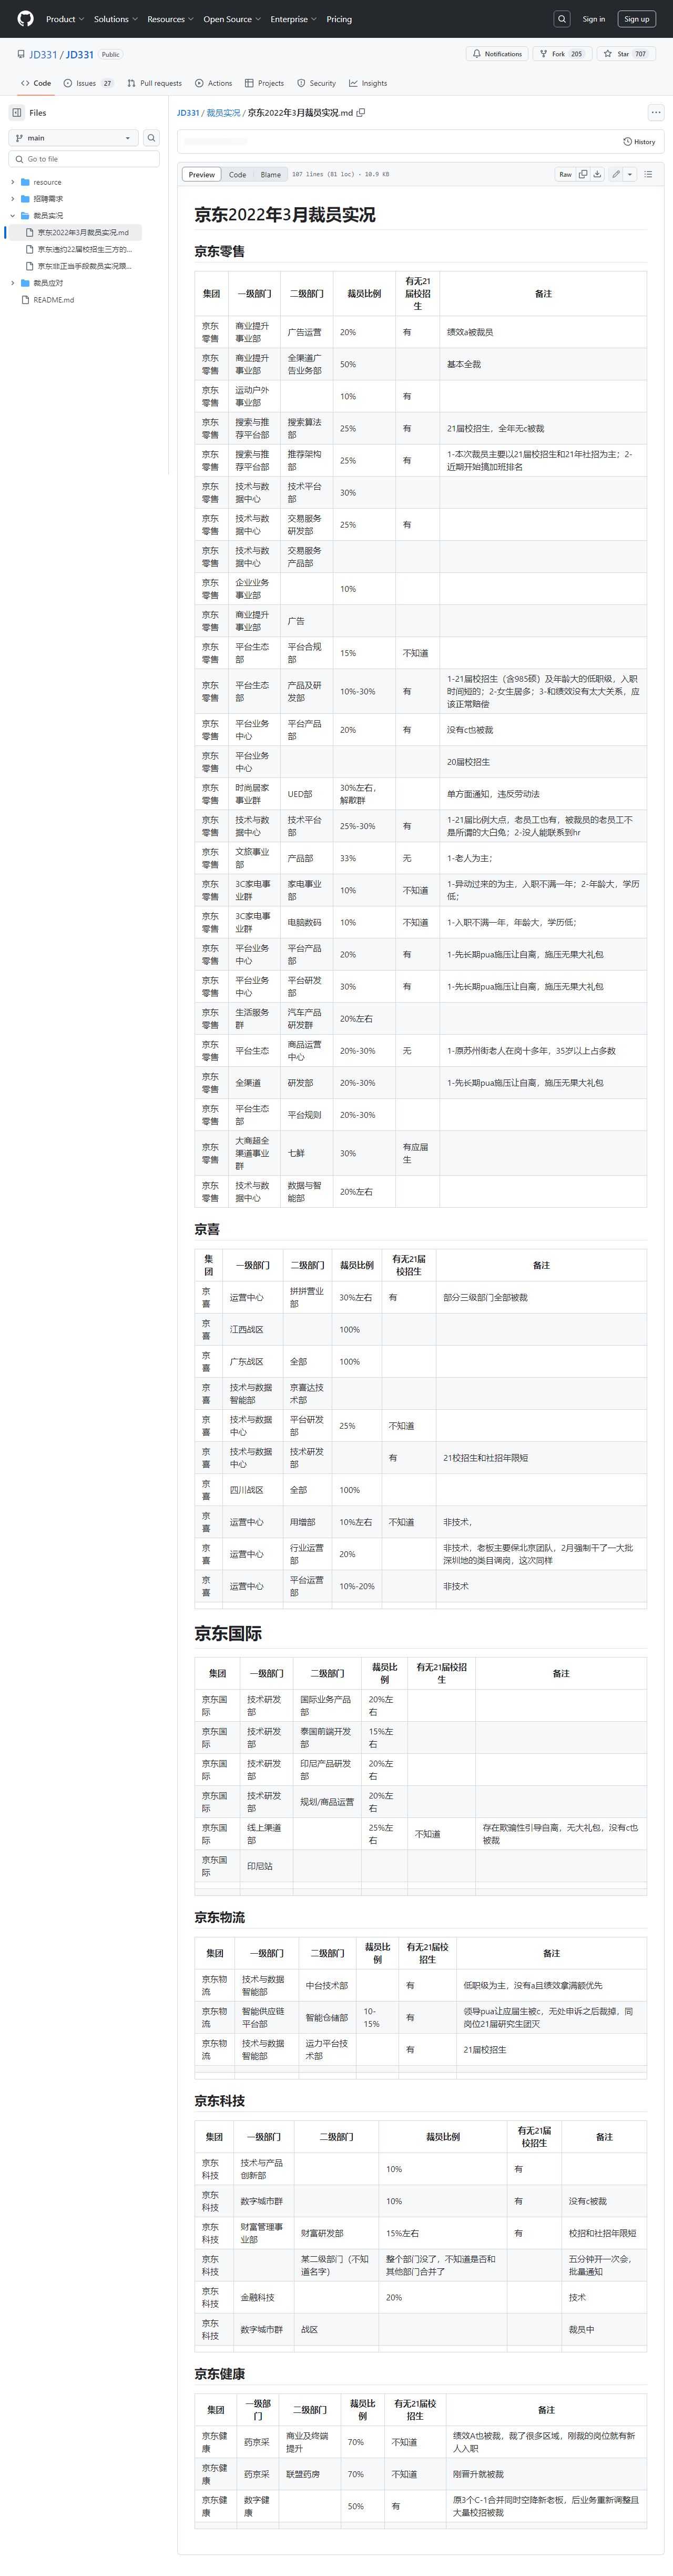 Product Solutions Resources Open Source Enterprise Pricing Sign in Sign up
JD331 / JD331 Public
Notifications Fork 205 Star 707
Code Issues 27 Pull requests Actions Projects Security Insights
Files
main
Go to file
resource
招聘需求
裁员实况
京东2022年3月裁员实况.md
京东违约22届校招生三方的...
京东非正当手段裁员实况跟...
裁员应对
README.md
JD331 / 裁员实况 / 京东2022年3月裁员实况.md
History
Preview Code Blame 107 lines (81 loc) · 10.9 KB Raw
京东2022年3月裁员实况
京东零售
集团 一级部门 二级部门 裁员比例 有无21届校招生 备注
京东零售 商业提升事业部 广告运营 20% 有 绩效a被裁员
京东零售 商业提升事业部 全渠道广告业务部 50% 基本全裁
京东零售 运动户外事业部 10% 有
京东零售 搜索与推荐平台部 搜索算法部 25% 有 21届校招生，全年无c被裁
京东零售 搜索与推荐平台部 推荐架构部 25% 有 1-本次裁员主要以21届校招生和21年社招为主；2-近期开始搞加班排名
京东零售 技术与数据中心 技术平台部 30%
京东零售 技术与数据中心 交易服务研发部 25% 有
京东零售 技术与数据中心 交易服务产品部
京东零售 企业业务事业部 10%
京东零售 商业提升事业部 广告
京东零售 平台生态部 平台合规部 15% 不知道
京东零售 平台生态部 产品及研发部 10%-30% 有 1-21届校招生（含985硕）及年龄大的低职级，入职时间短的；2-女生居多；3-和绩效没有太大关系，应该正常赔偿
京东零售 平台业务中心 平台产品部 20% 有 没有c也被裁
京东零售 平台业务中心 20届校招生
京东零售 时尚居家事业群 UED部 30%左右，解散群 单方面通知，违反劳动法
京东零售 技术与数据中心 技术平台部 25%-30% 有 1-21届比例大点，老员工也有，被裁员的老员工不是所谓的大白兔；2-没人能联系到hr
京东零售 文旅事业部 产品部 33% 无 1-老人为主；
京东零售 3C家电事业群 家电事业部 10% 不知道 1-异动过来的为主，入职不满一年；2-年龄大，学历低；
京东零售 3C家电事业群 电脑数码 10% 不知道 1-入职不满一年，年龄大，学历低；
京东零售 平台业务中心 平台产品部 20% 有 1-先长期pua施压让自离，施压无果大礼包
京东零售 平台业务中心 平台研发部 30% 有 1-先长期pua施压让自离，施压无果大礼包
京东零售 生活服务群 汽车产品研发群 20%左右
京东零售 平台生态 商品运营中心 20%-30% 无 1-原苏州街老人在岗十多年，35岁以上占多数
京东零售 全渠道 研发部 20%-30% 1-先长期pua施压让自离，施压无果大礼包
京东零售 平台生态部 平台规则 20%-30%
京东零售 大商超全渠道事业群 七鲜 30% 有应届生
京东零售 技术与数据中心 数据与智能部 20%左右
京喜
集团 一级部门 二级部门 裁员比例 有无21届校招生 备注
京喜 运营中心 拼拼营业部 30%左右 有 部分三级部门全部被裁
京喜 江西战区 100%
京喜 广东战区 全部 100%
京喜 技术与数据智能部 京喜达技术部
京喜 技术与数据中心 平台研发部 25% 不知道
京喜 技术与数据中心 技术研发部 有 21校招生和社招年限短
京喜 四川战区 全部 100%
京喜 运营中心 用增部 10%左右 不知道 非技术，
京喜 运营中心 行业运营部 20% 非技术，老板主要保北京团队，2月强制干了一大批深圳地的类目调岗，这次同样
京喜 运营中心 平台运营部 10%-20% 非技术
京东国际
集团 一级部门 二级部门 裁员比例 有无21届校招生 备注
京东国际 技术研发部 国际业务产品部 20%左右
京东国际 技术研发部 泰国前端开发部 15%左右
京东国际 技术研发部 印尼产品研发部 20%左右
京东国际 技术研发部 规划/商品运营 20%左右
京东国际 线上渠道部 25%左右 不知道 存在欺骗性引导自离，无大礼包，没有c也被裁
京东国际 印尼站
京东物流
集团 一级部门 二级部门 裁员比例 有无21届校招生 备注
京东物流 技术与数据智能部 中台技术部 有 低职级为主，没有a且绩效拿满额优先
京东物流 智能供应链平台部 智能仓储部 10-15% 有 领导pua让应届生被c，无处申诉之后裁掉，同岗位21届研究生团灭
京东物流 技术与数据智能部 运力平台技术部 有 21届校招生
京东科技
集团 一级部门 二级部门 裁员比例 有无21届校招生 备注
京东科技 技术与产品创新部 10% 有
京东科技 数字城市群 10% 有 没有c被裁
京东科技 财富管理事业部 财富研发部 15%左右 有 校招和社招年限短
京东科技 某二级部门（不知道名字） 整个部门没了，不知道是否和其他部门合并了 五分钟开一次会，批量通知
京东科技 金融科技 20% 技术
京东科技 数字城市群 战区 裁员中
京东健康
集团 一级部门 二级部门 裁员比例 有无21届校招生 备注
京东健康 药京采 商业及终端提升 70% 不知道 绩效A也被裁，裁了很多区域，刚裁的岗位就有新人入职
京东健康 药京采 联盟药房 70% 不知道 刚晋升就被裁
京东健康 数字健康 50% 有 原3个C-1合并同时空降新老板，后业务重新调整且大量校招被裁